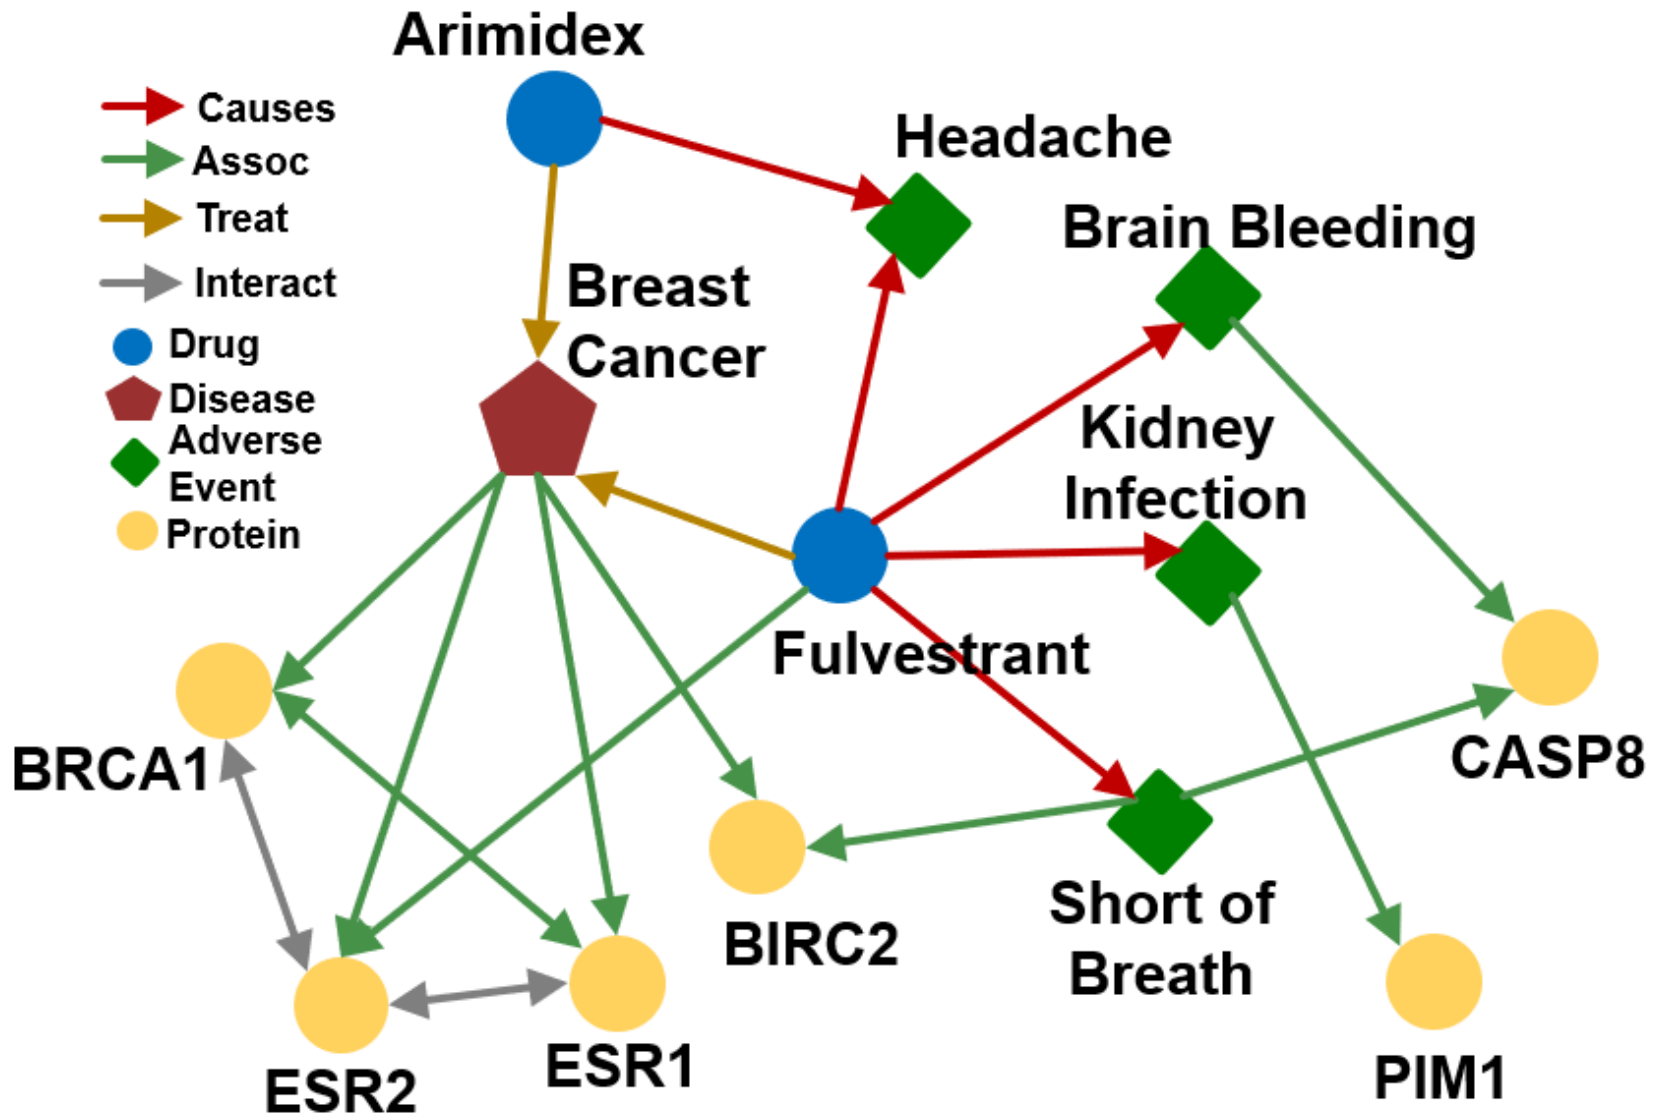 Arimidex
Causes
Assoc
Treat
Interact
Drug
Disease
Adverse
Event
Protein
Headache
Brain Bleeding
Breast
Cancer
Kidney
Infection
Fulvestrant
BRCA1
CASP8
BIRC2
Short of
Breath
ESR2
ESR1
PIM1